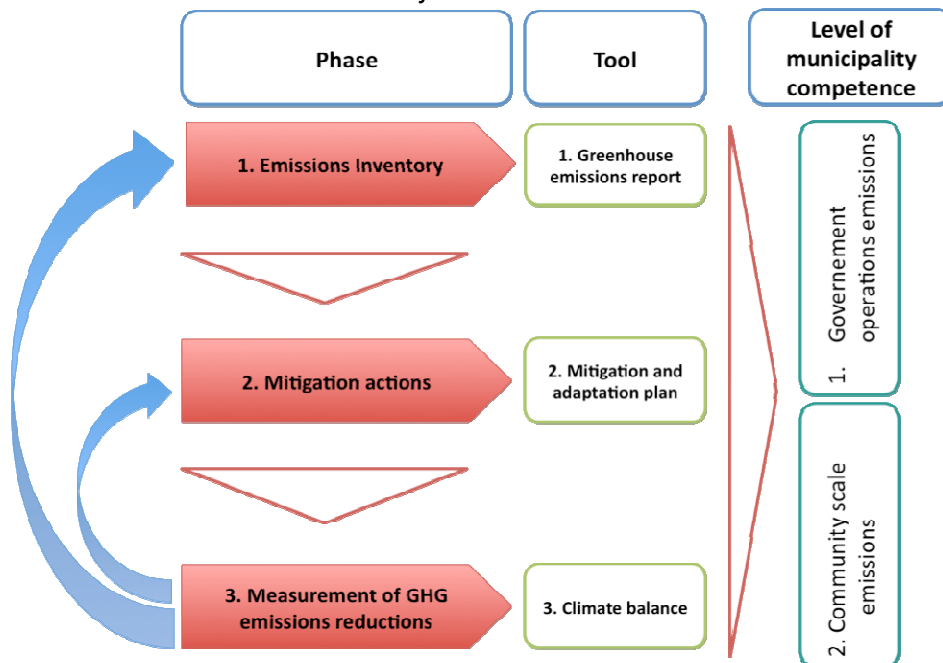 Phase
Tool
Level of
municipality
competence
1. Emissions Inventory
1. Greenhouse
emissions report
2. Mitigation actions
2. Mitigation and
adaptation plan
3. Measurement of GHG
emissions reductions
3. Climate balance
1. Governement
operations emissions
2. Community scale
emissions